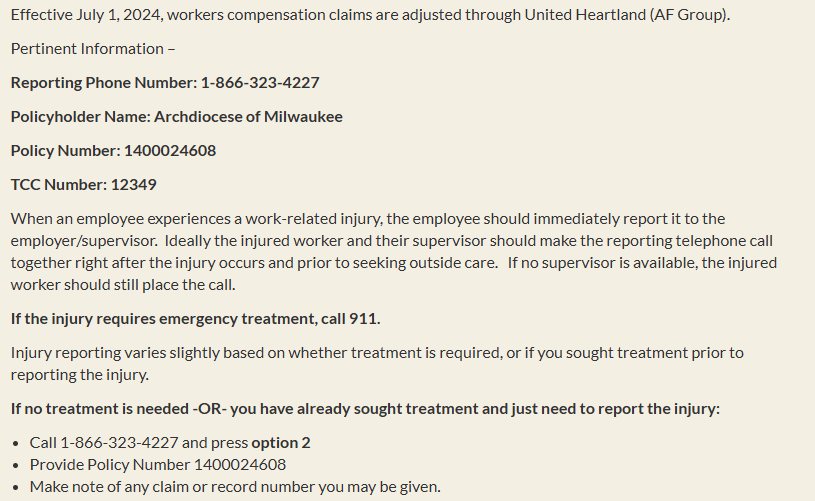 Effective July 1, 2024, workers compensation claims are adjusted through United Heartland (AF Group).
Pertinent Information –
Reporting Phone Number: 1-866-323-4227
Policyholder Name: Archdiocese of Milwaukee
Policy Number: 1400024608
TCC Number: 12349
When an employee experiences a work-related injury, the employee should immediately report it to the
employer/supervisor.  Ideally the injured worker and their supervisor should make the reporting telephone call
together right after the injury occurs and prior to seeking outside care.   If no supervisor is available, the injured
worker should still place the call.
If the injury requires emergency treatment, call 911.
Injury reporting varies slightly based on whether treatment is required, or if you sought treatment prior to
reporting the injury.
If no treatment is needed -OR- you have already sought treatment and just need to report the injury:
• Call 1-866-323-4227 and press option 2
• Provide Policy Number 1400024608
• Make note of any claim or record number you may be given.